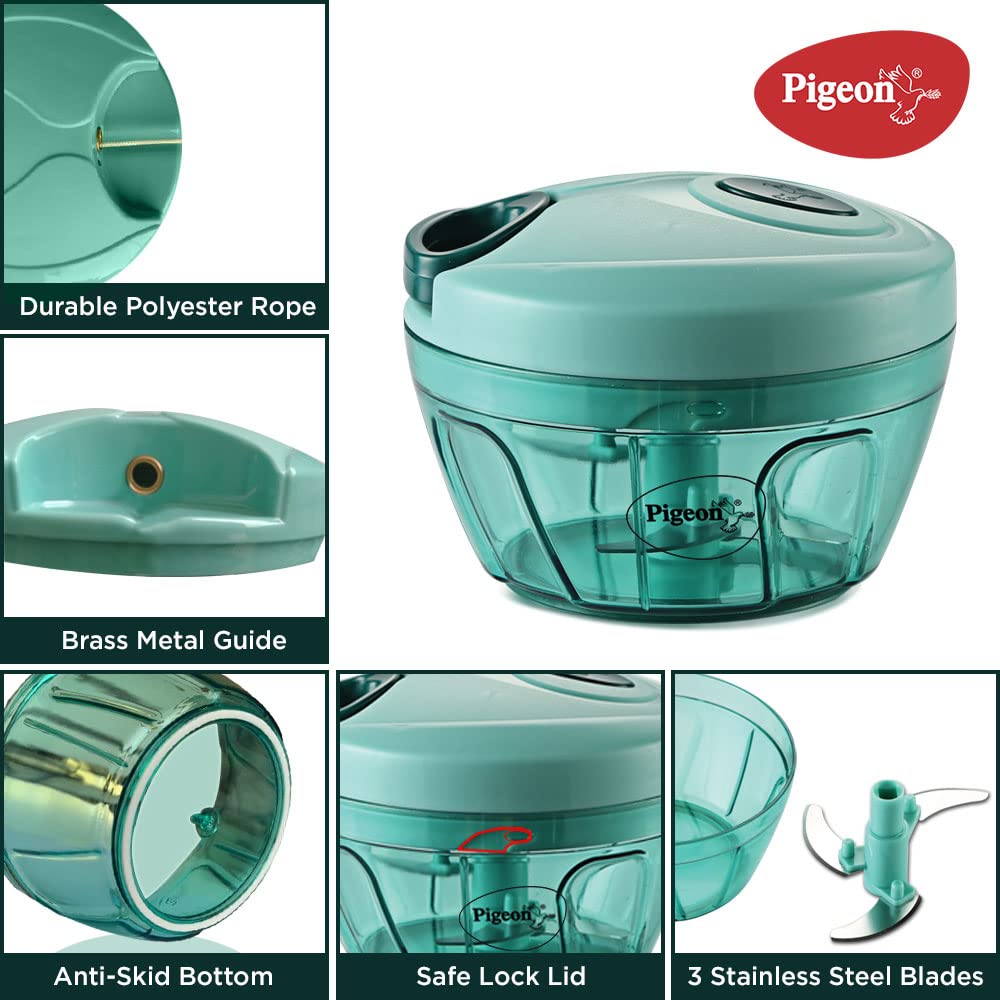 Pigeon®
Durable Polyester Rope
Pigeon®
Brass Metal Guide
Anti-Skid Bottom
Pigeon
Safe Lock Lid
3 Stainless Steel Blades